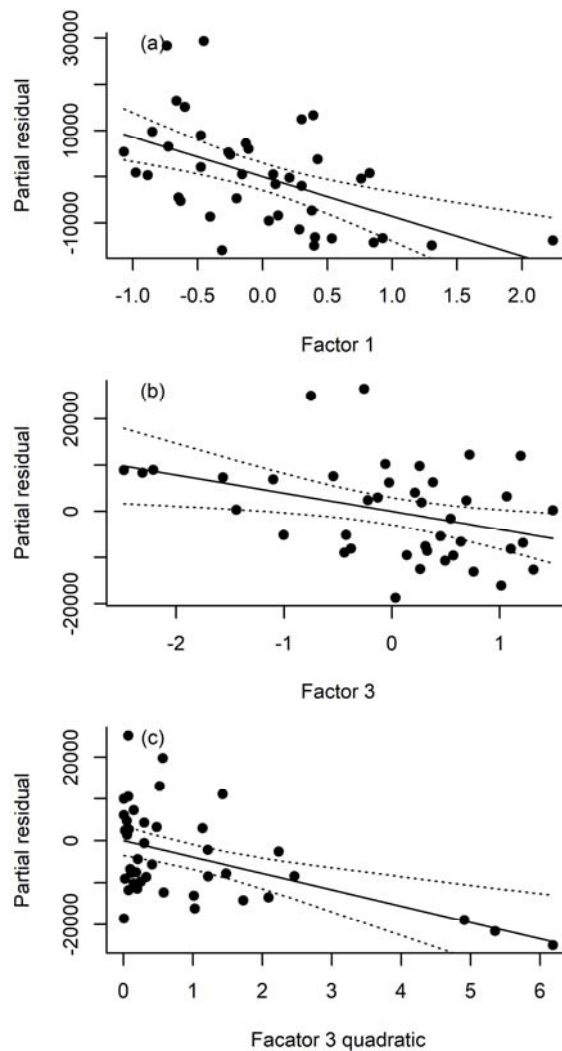 (a)
Partial residual
30000
10000
-10000
-1.0 -0.5 0.0 0.5 1.0 1.5 2.0
Factor 1
(b)
Partial residual
20000
0
-20000
-2 -1 0 1
Factor 3
(c)
Partial residual
20000
0
-20000
0 1 2 3 4 5 6
Facator 3 quadratic